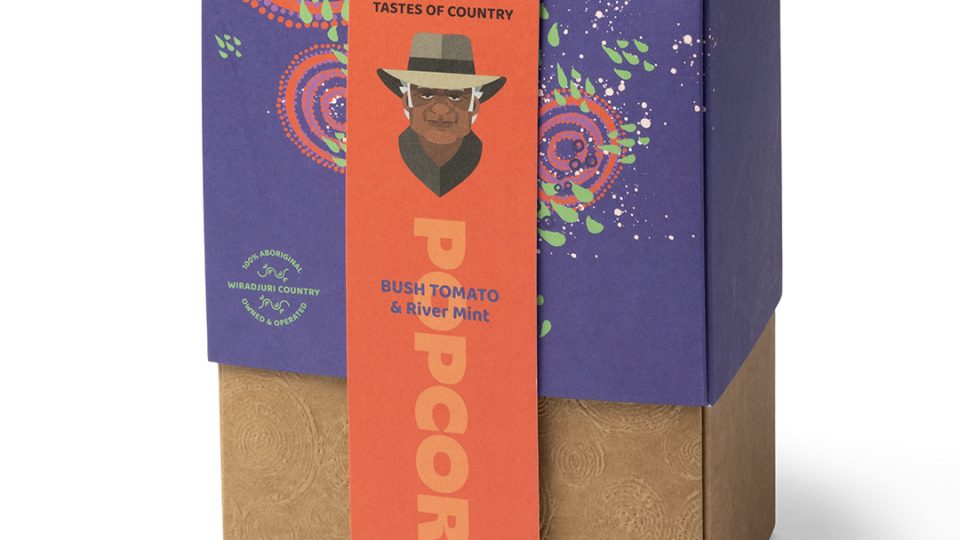 TASTES OF COUNTRY
BUSH TOMATO
& River Mint
POPCOR
100% ABORIGINAL
WIRADJURI COUNTRY
OWNED & OPERATED